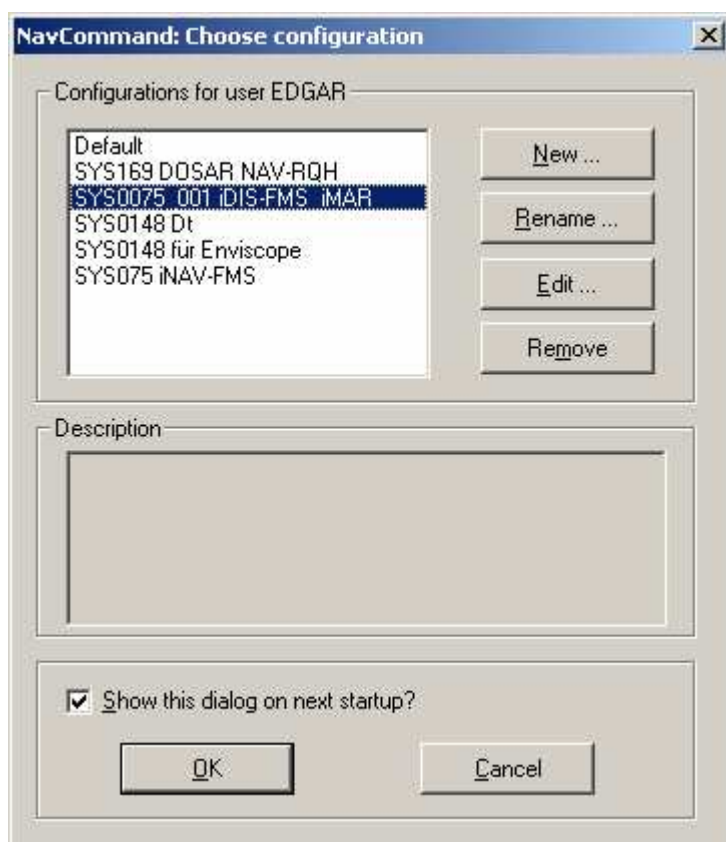 NavCommand: Choose configuration
Configurations for user EDGAR
Default
SYS169 DOSAR NAV-RQH
SYS0075_001 iDIS-FMS_iMAR
SYS0148 Dt
SYS0148 für Enviscope
SYS075 iNAV-FMS
New ...
Rename ...
Edit ...
Remove
Description
Show this dialog on next startup?
OK
Cancel